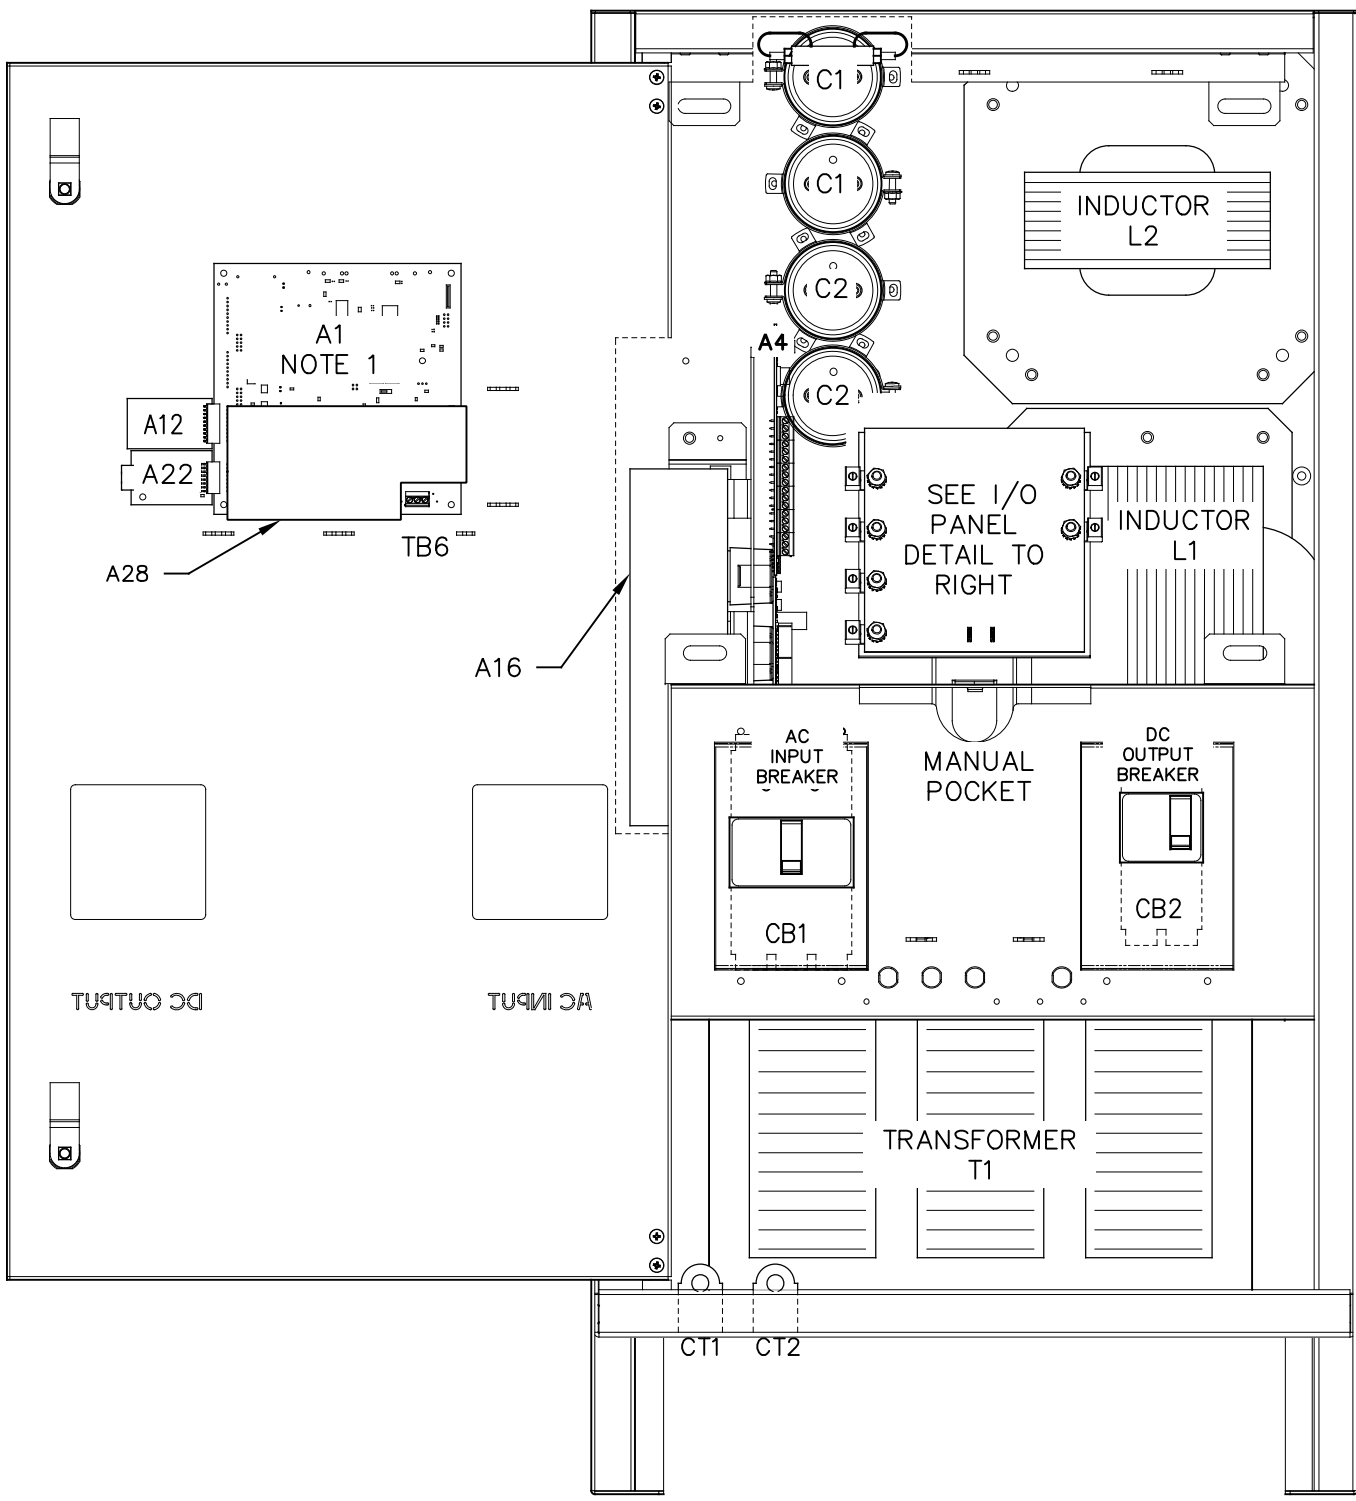 C1
C1
INDUCTOR
L2
C2
A1
NOTE 1
A4
C2
A12
A22
SEE I/O
PANEL
DETAIL TO
RIGHT
INDUCTOR
L1
TB6
A28
A16
AC
INPUT
BREAKER
MANUAL
POCKET
DC
OUTPUT
BREAKER
CB1
CB2
DC OUTPUT
AC INPUT
TRANSFORMER
T1
CT1
CT2